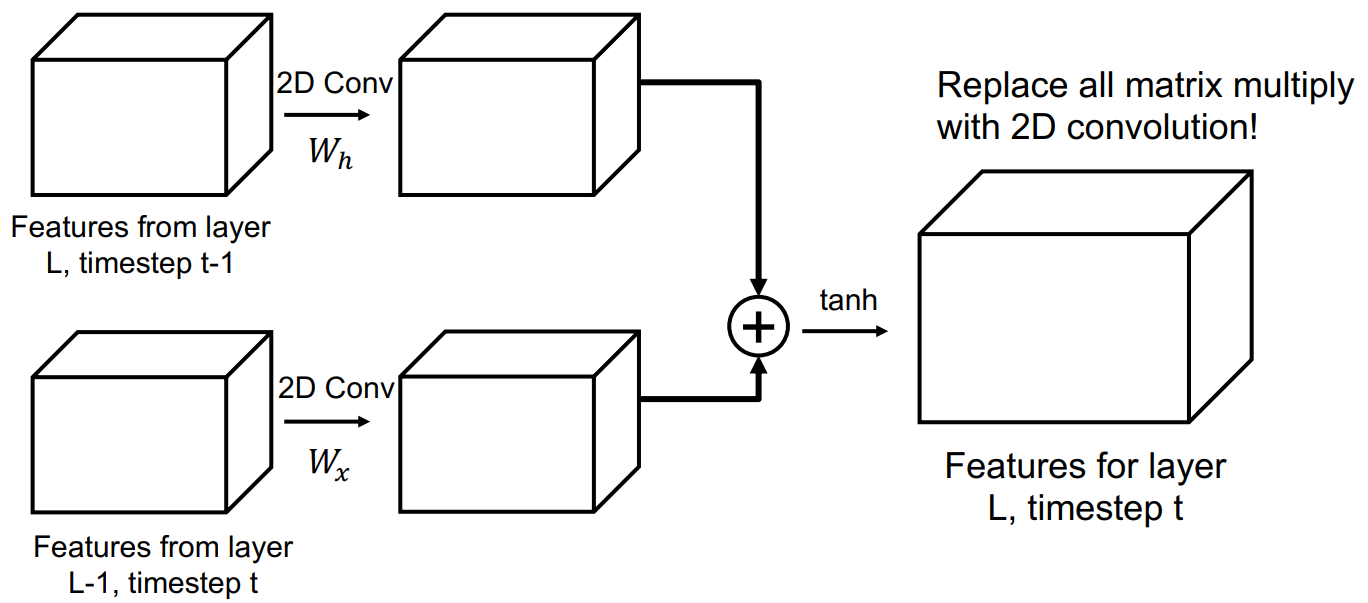 2D Conv
W_h
Features from layer
L, timestep t-1
2D Conv
W_x
Features from layer
L-1, timestep t
+
tanh
Replace all matrix multiply
with 2D convolution!
Features for layer
L, timestep t